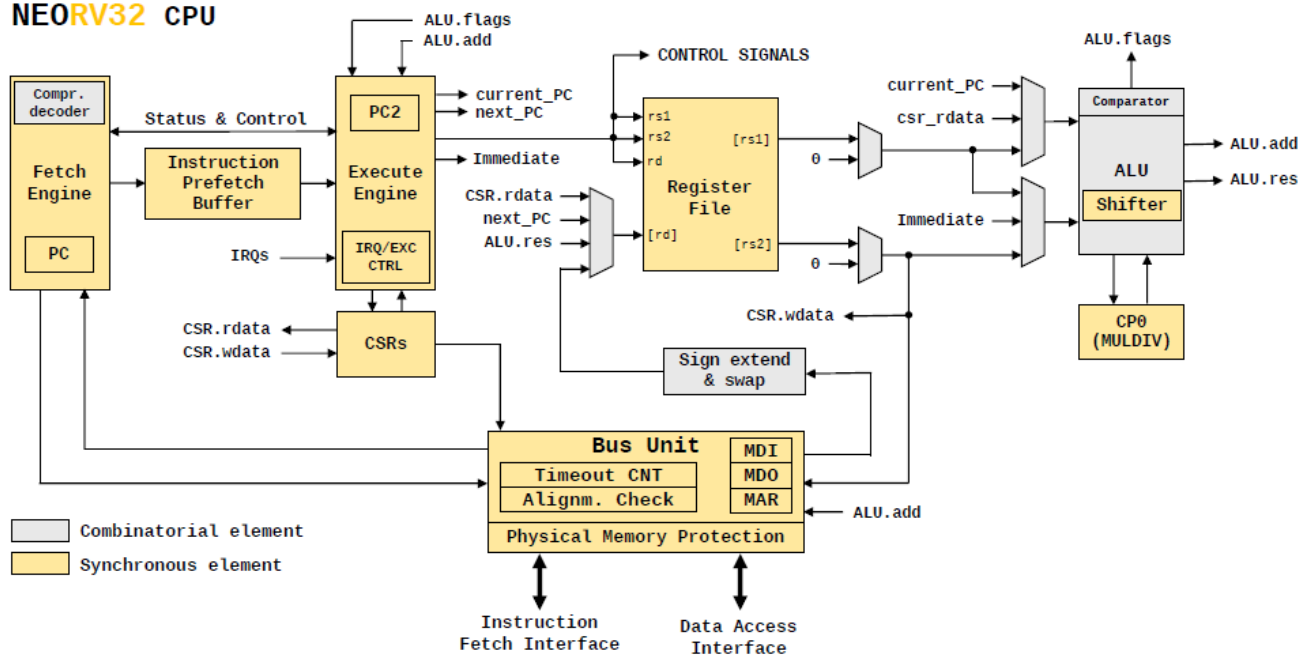 NEORV32 CPU
ALU.flags
ALU.add
Compr.
decoder
Fetch
Engine
PC
Status & Control
Instruction
Prefetch
Buffer
PC2
Execute
Engine
IRQ/EXC
CTRL
IRQs
current_PC
next_PC
Immediate
CONTROL SIGNALS
CSR.rdata
CSR.wdata
CSRs
CSR.rdata
next_PC
ALU.res
rs1
rs2
rd
[rd]
[rs1]
[rs2]
Register
File
0
0
CSR.wdata
Sign extend
& swap
current_PC
csr_rdata
Immediate
ALU.flags
Comparator
ALU
Shifter
ALU.add
ALU.res
CP0
(MULDIV)
Bus Unit
Timeout CNT
Alignm. Check
MDI
MDO
MAR
ALU.add
Physical Memory Protection
Combinatorial element
Synchronous element
Instruction
Fetch Interface
Data Access
Interface